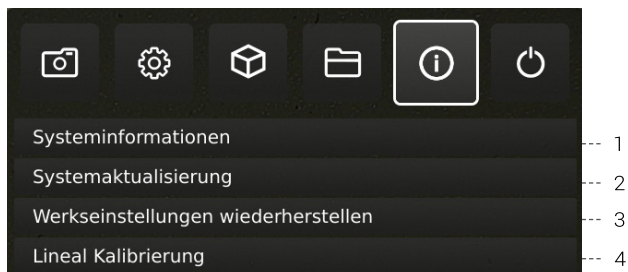 Systeminformationen --- 1
Systemaktualisierung --- 2
Werkseinstellungen wiederherstellen --- 3
Lineal Kalibrierung --- 4